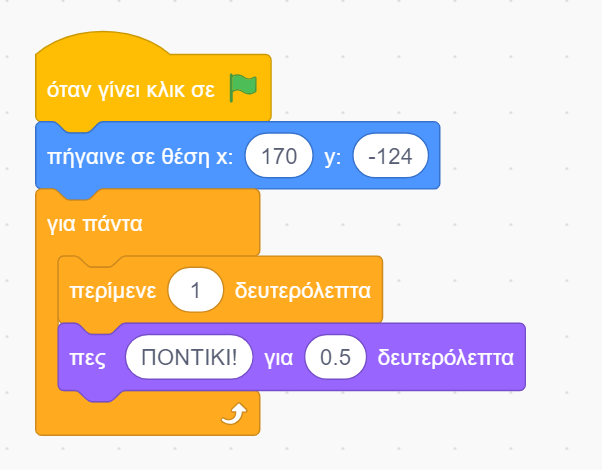 όταν γίνει κλικ σε
πήγαινε σε θέση x: 170 y: -124
για πάντα
περίμενε 1 δευτερόλεπτα
πες ΠΟΝΤΙΚΙ! για 0.5 δευτερόλεπτα